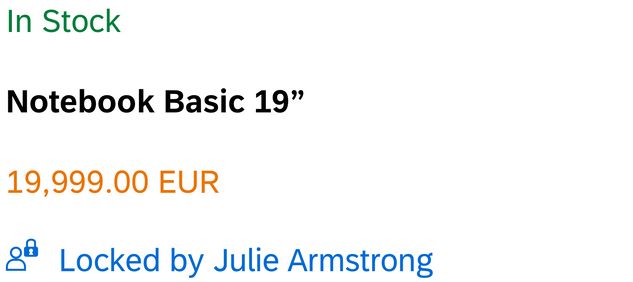 In Stock
Notebook Basic 19”
19,999.00 EUR
Locked by Julie Armstrong